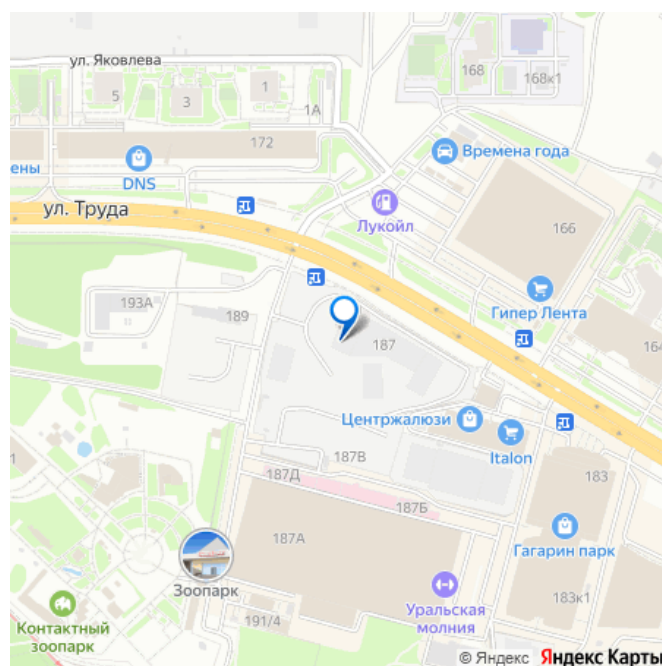 ул. Яковлева
5
3
1
1А
168
168к1
172
ены
DNS
Времена года
ул. Труда
Лукойл
166
193А
189
Гипер Лента
187
164
Центржалюзи
Italon
187В
187Д
187Б
183
187А
Гагарин парк
Зоопарк
1
191/4
Уральская
молния
183к1
Контактный
зоопарк
© Яндекс Яндекс Карты